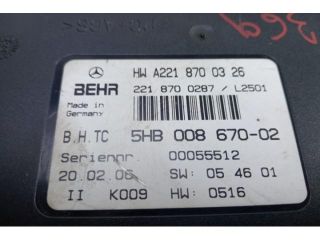 HW A221 870 03 26
BEHR
221 870 0287 / L2501
Made in
Germany
B.H.TC 5HB 008 670-02
Seriennr. 00055512
20.02.06 SW: 05 46 01
II K009 HW: 0516